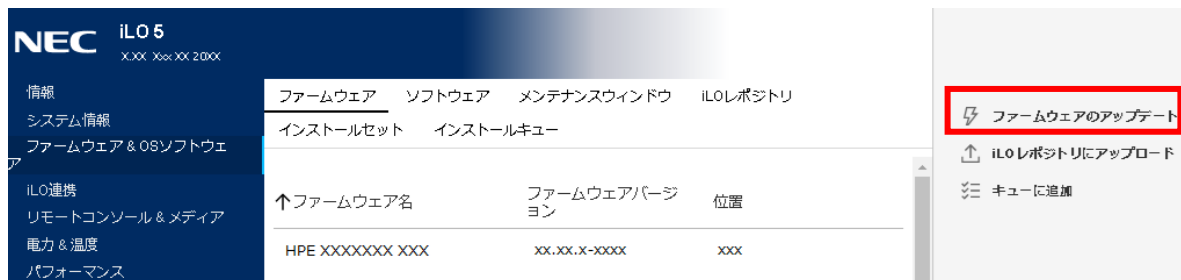 NEC iLO 5
X.XX Xxx XX 20XX
情報
システム情報
ファームウェア & OSソフトウェ
ア
iLO連携
リモートコンソール & メディア
電力 & 温度
パフォーマンス
ファームウェア ソフトウェア メンテナンスウィンドウ iLOレポジトリ
インストールセット インストールキュー
↑ファームウェア名 ファームウェアバージ
ョン 位置
HPE XXXXXXX XXX xx.xx.x-xxxx xxx
ファームウェアのアップデート
iLOレポジトリにアップロード
キューに追加